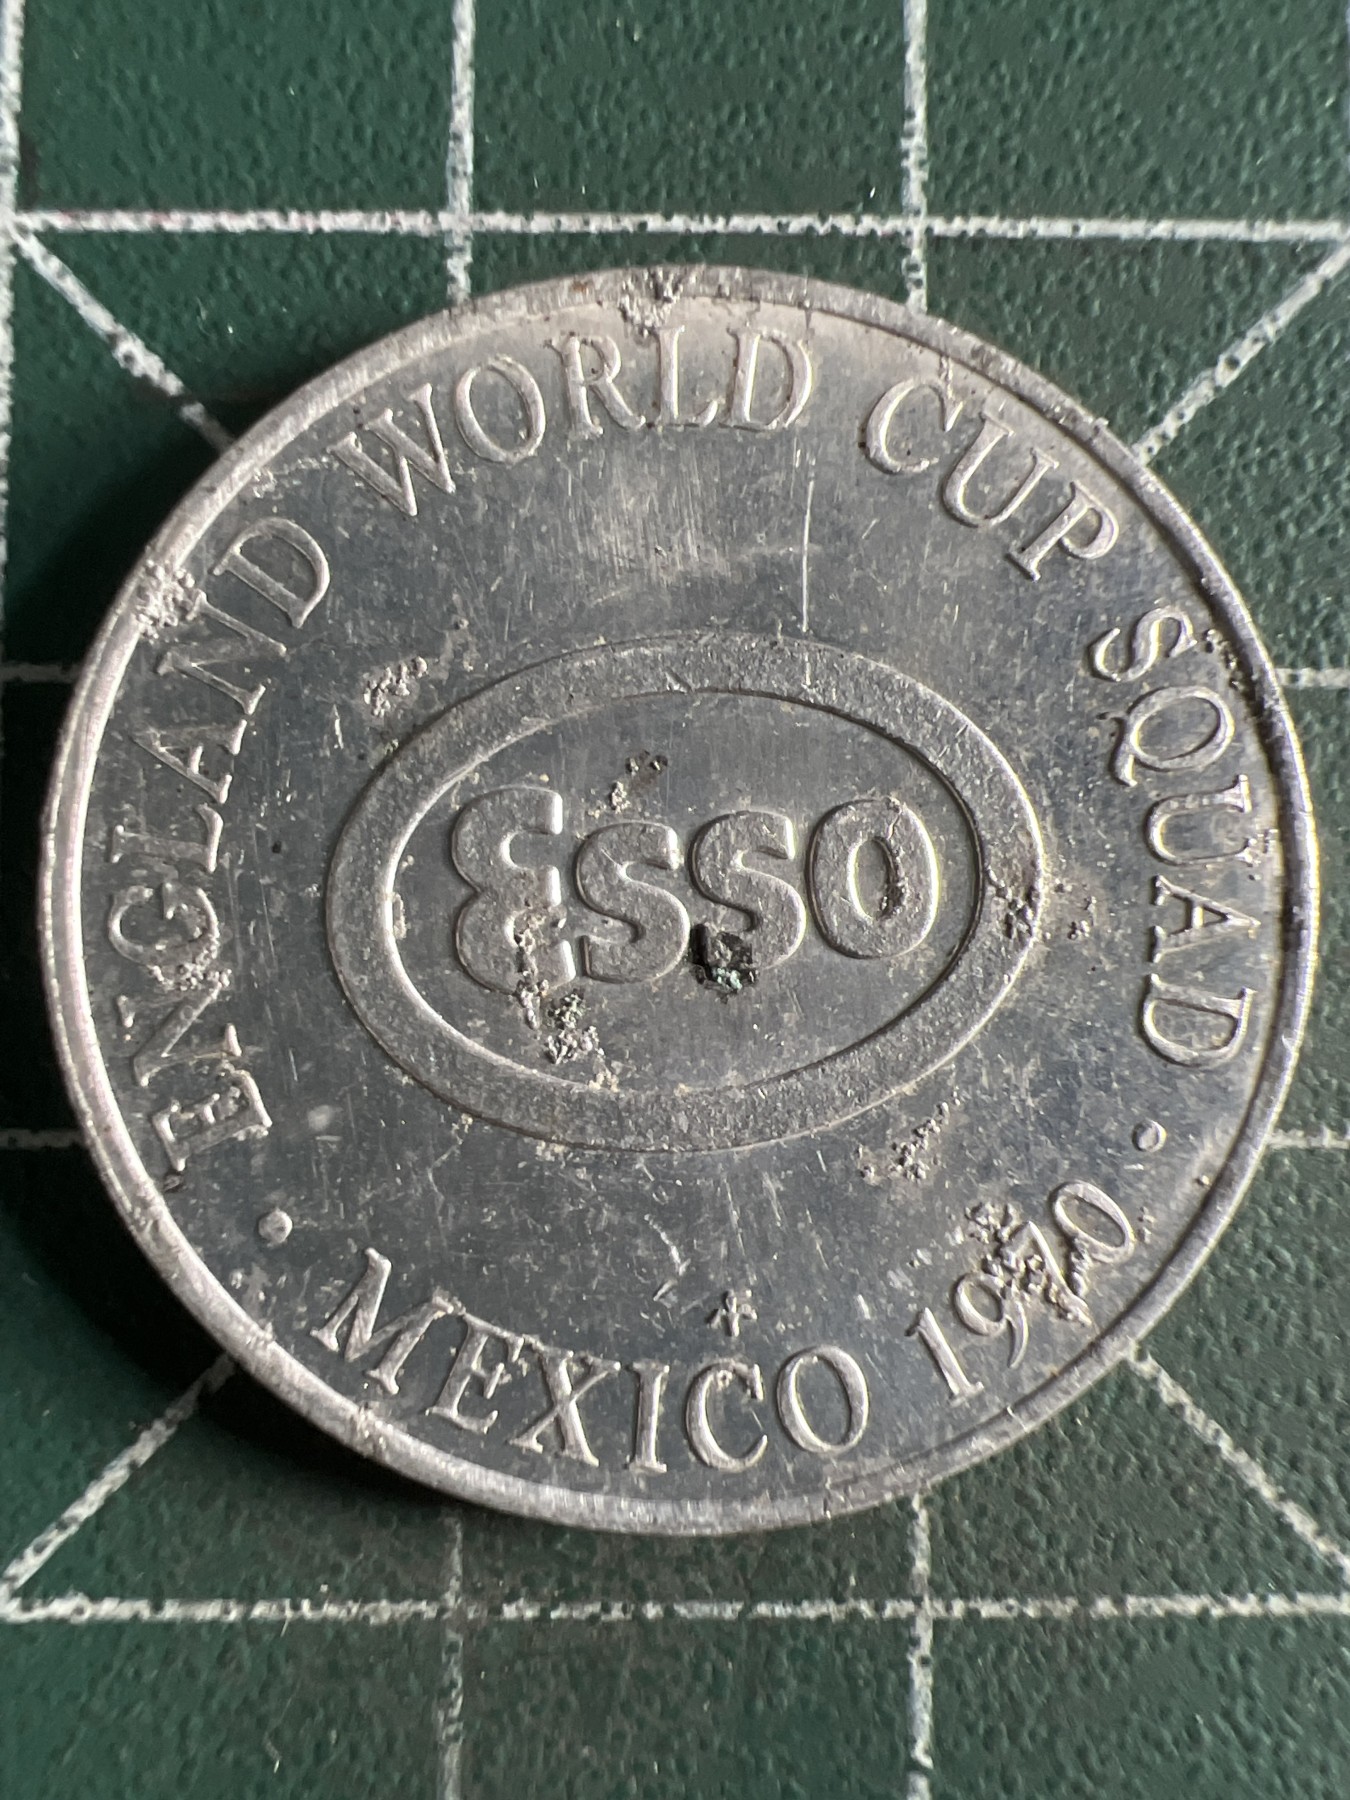 ENGLAND WORLD CUP SQUAD
Esso
· MEXICO 1970 ·